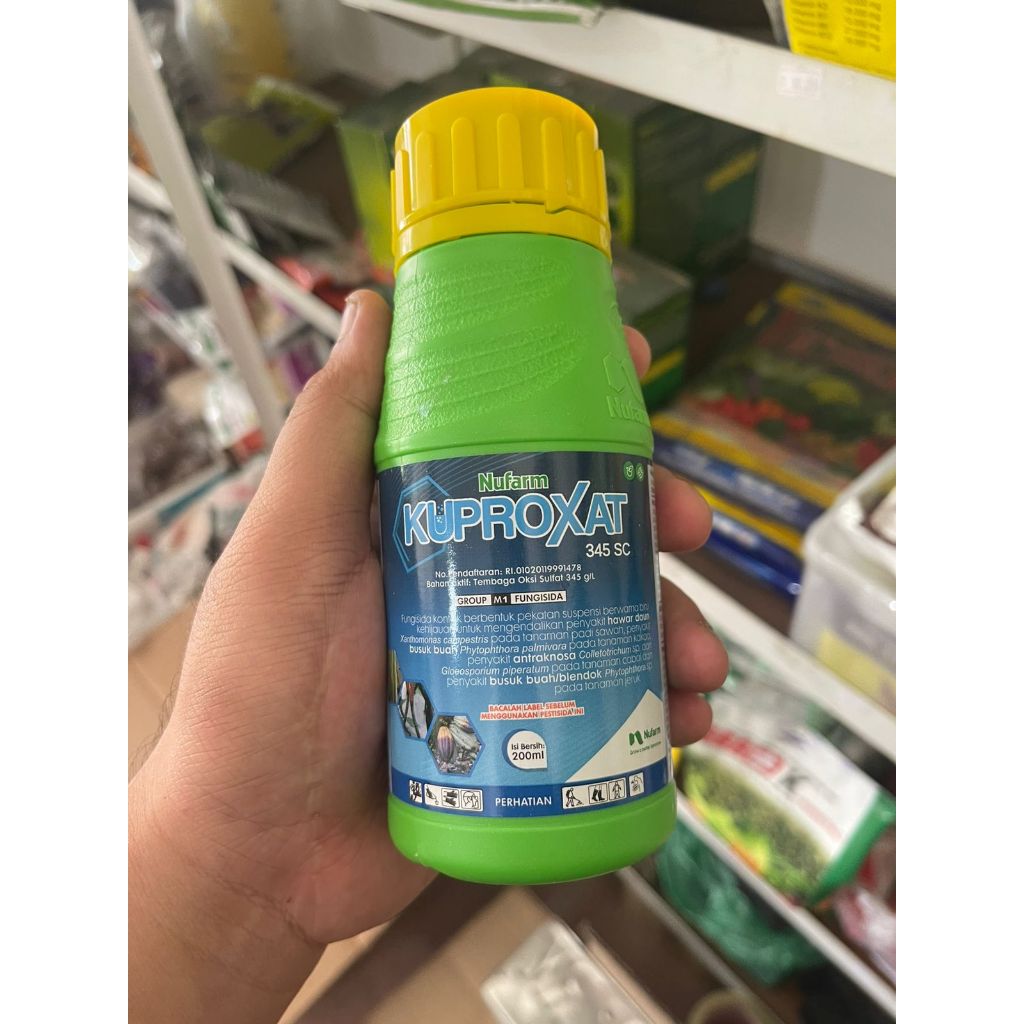 Nufarm
Nufarm
KUPROXAT
345 SC
No.Pendaftaran: RI.01020119991478
Bahan aktif: Tembaga Oksi Sulfat 345 g/L
GROUP M1 FUNGISIDA
Fungisida kontak berbentuk pekatan suspensi berwarna biru
kehijauan untuk mengendalikan penyakit hawar daun
Xanthomonas campestris pada tanaman padi sawah, penyakit
busuk buah Phytophthora palmivora pada tanaman kakao,
penyakit antraknosa Colletotrichum sp. dan
Gloeosporium piperatum pada tanaman cabai dan
penyakit busuk buah/blendok Phytophthora sp
pada tanaman jeruk.
BACALAH LABEL SEBELUM
MENGGUNAKAN PESTISIDA INI
Isi Bersih:
200ml
Nufarm
PERHATIAN